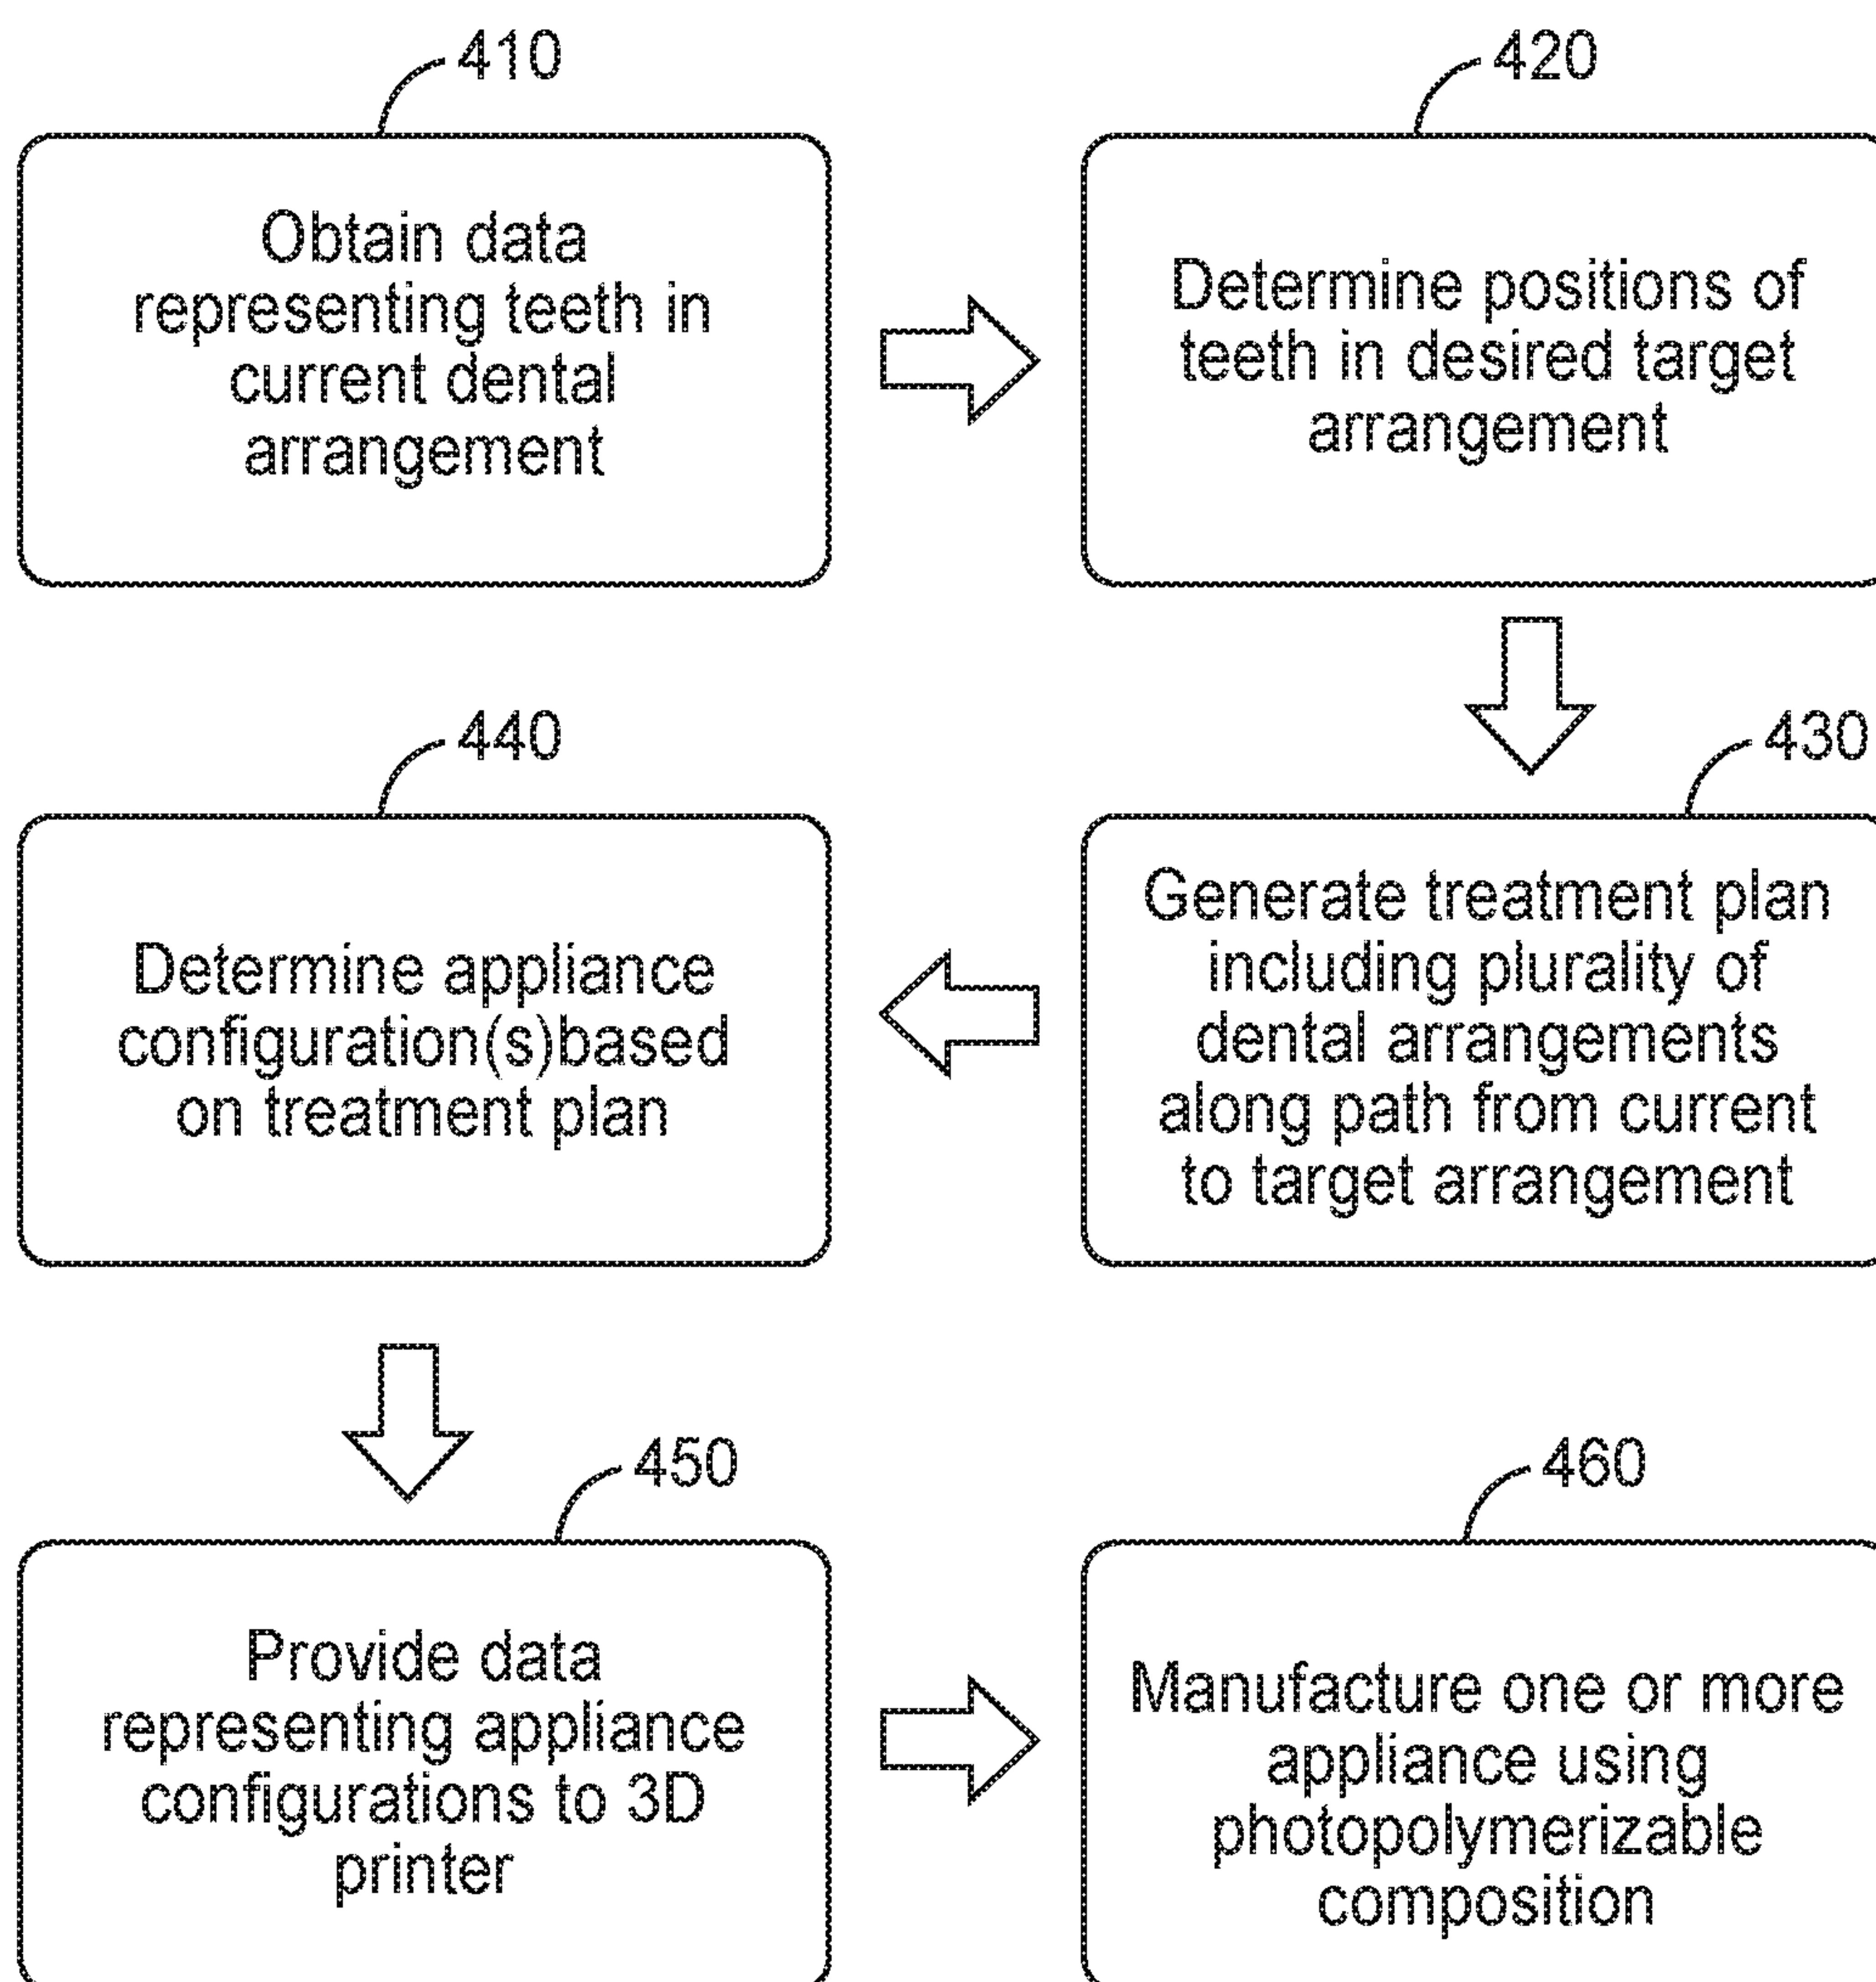 410
Obtain data
representing teeth in
current dental
arrangement
420
Determine positions of
teeth in desired target
arrangement
430
Generate treatment plan
including plurality of
dental arrangements
along path from current
to target arrangement
440
Determine appliance
configuration(s)based
on treatment plan
450
Provide data
representing appliance
configurations to 3D
printer
460
Manufacture one or more
appliance using
photopolymerizable
composition